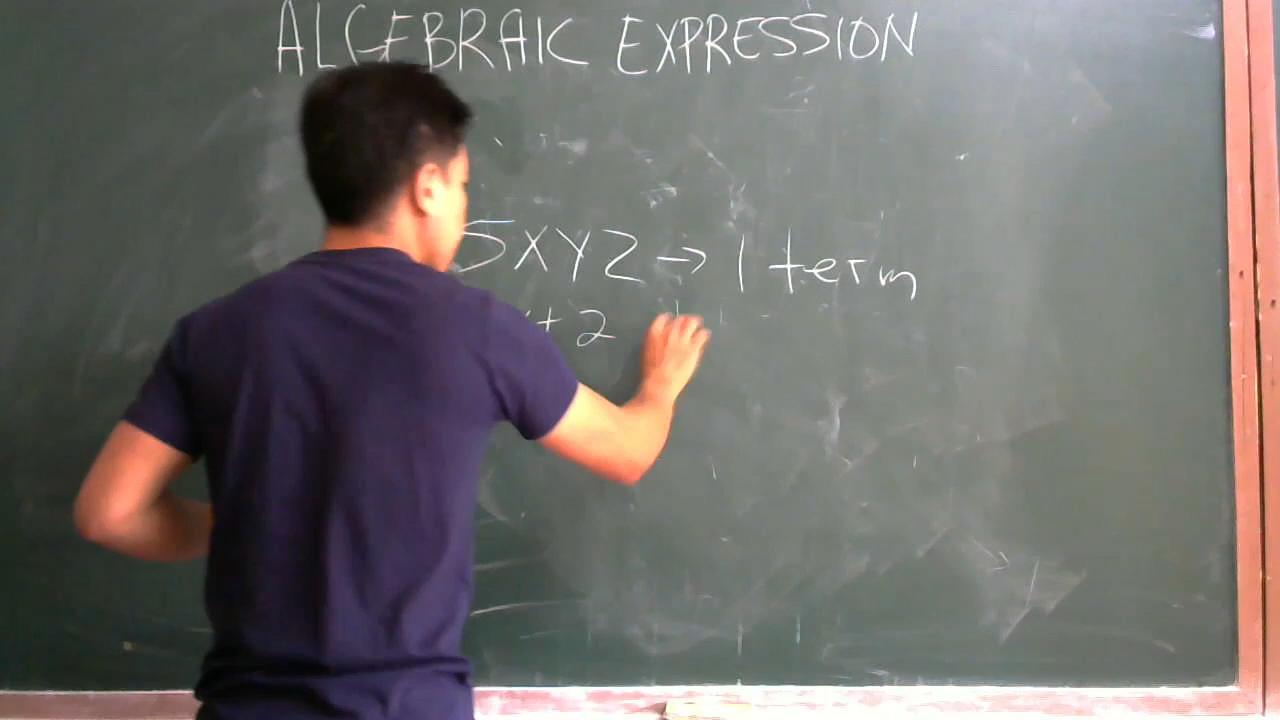 ALGEBRAIC EXPRESSION
5XYZ → 1 term
+ 2